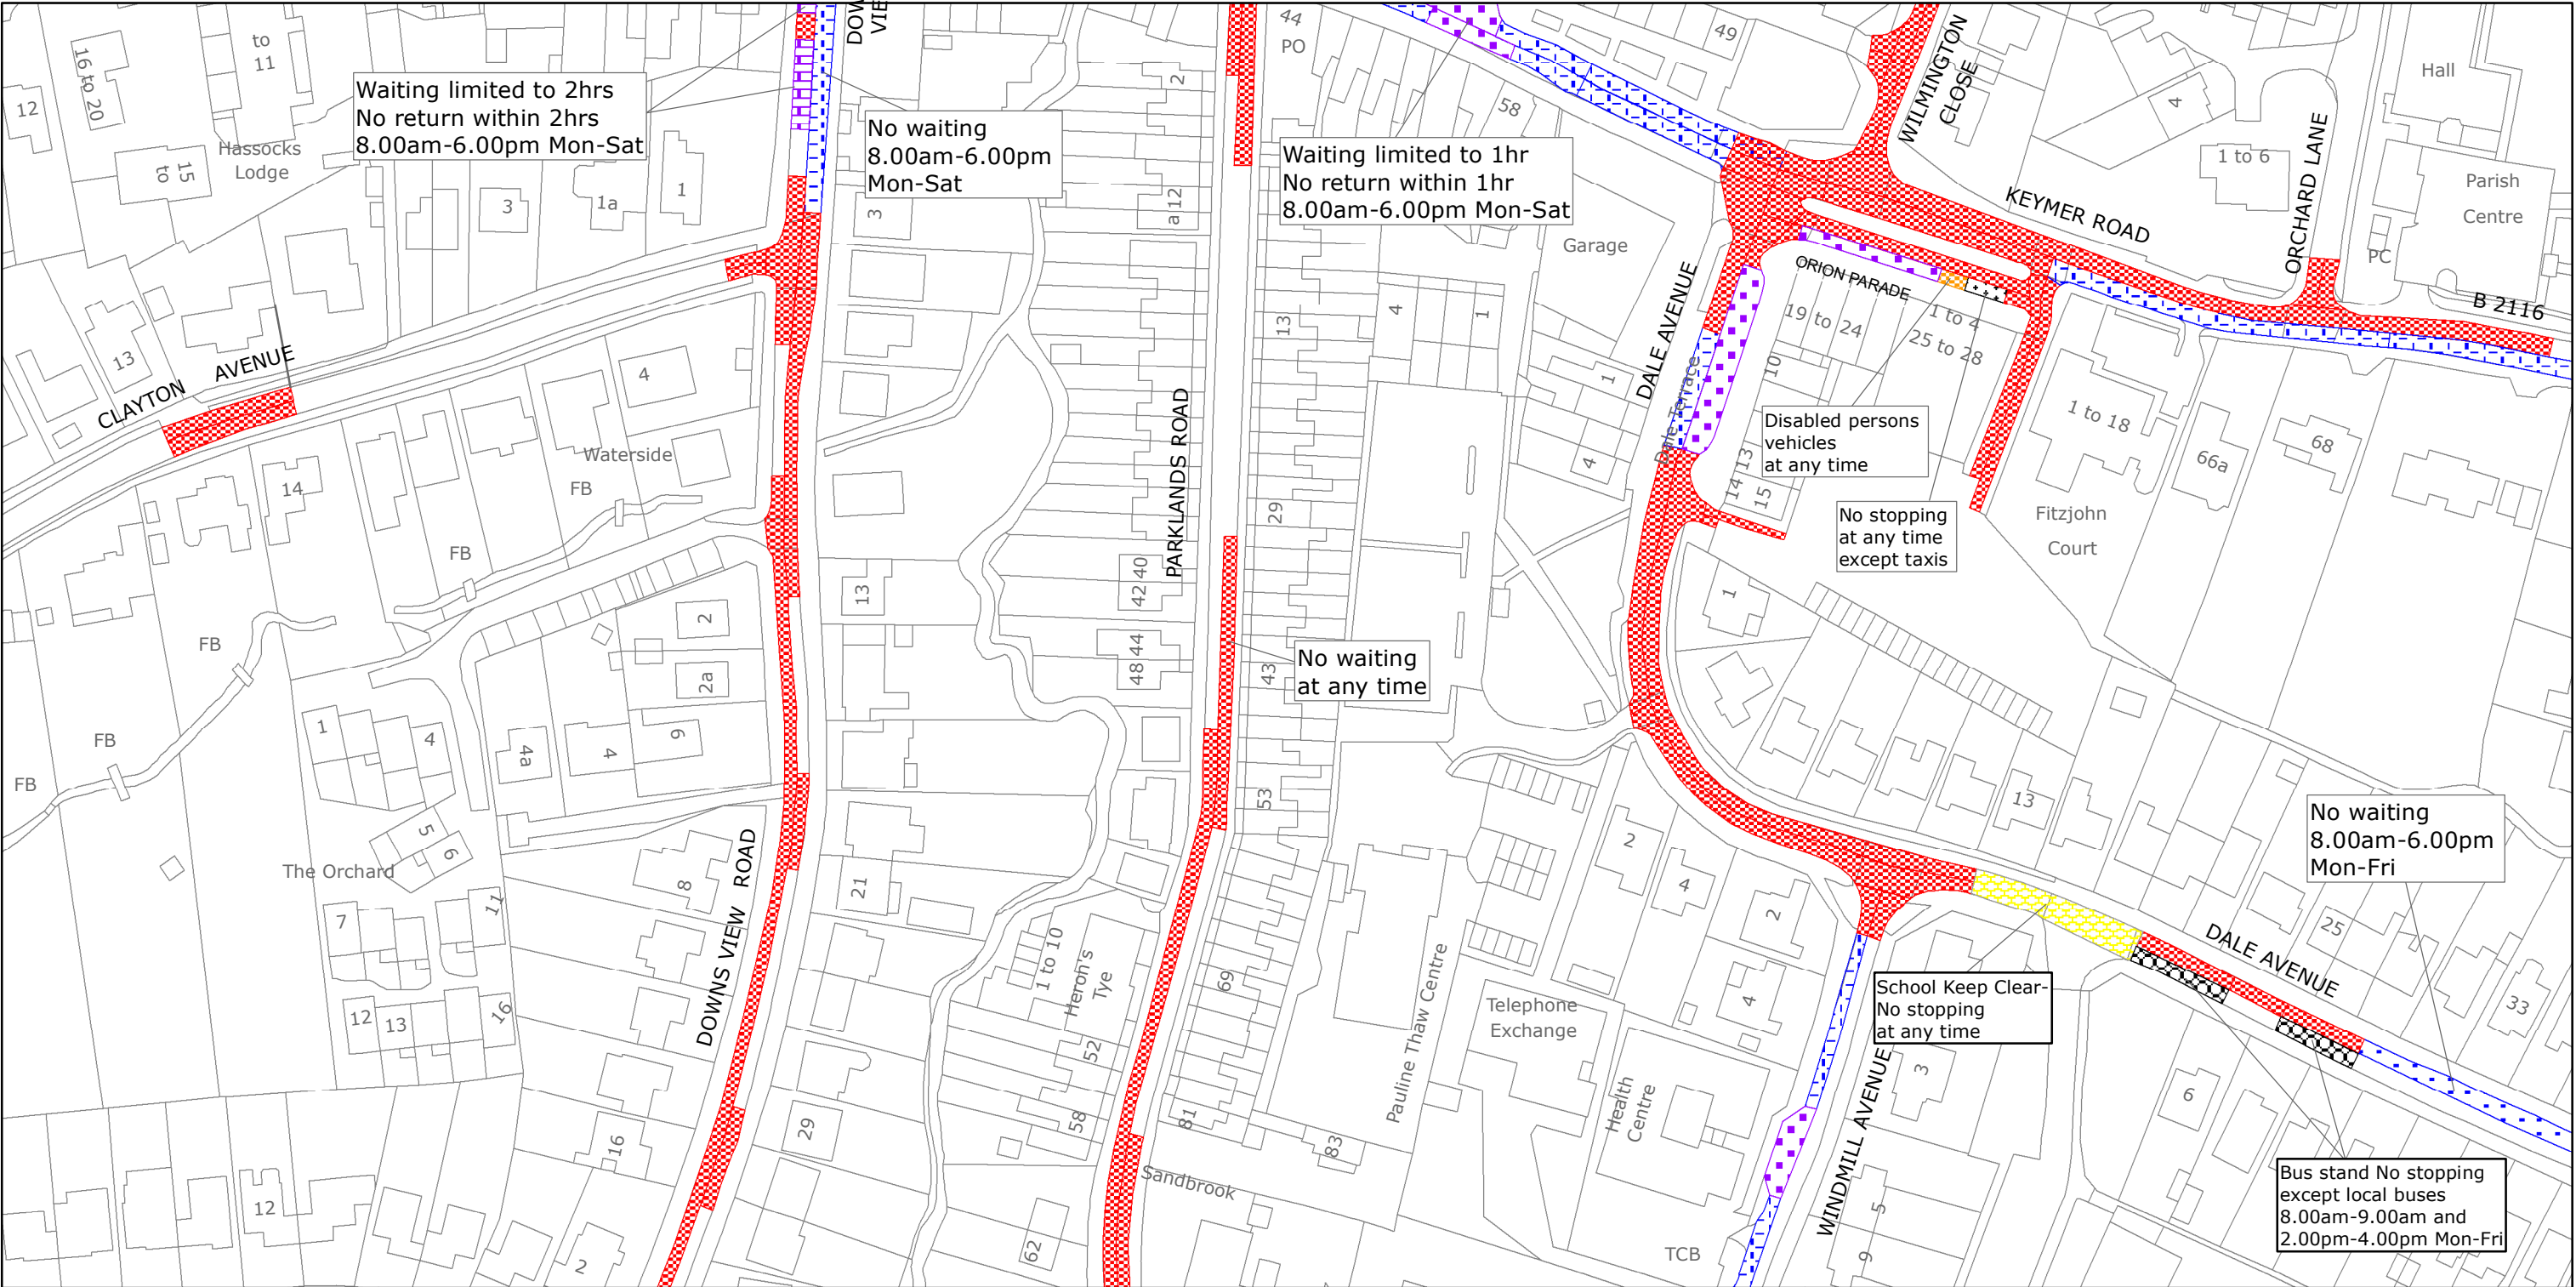 DOW
VIE
44
PO
49
WILMINGTON
CLOSE
Hall
to
11
16 to 20
12
Waiting limited to 2hrs
No return within 2hrs
8.00am-6.00pm Mon-Sat
No waiting
8.00am-6.00pm
Mon-Sat
2
58
Waiting limited to 1hr
No return within 1hr
8.00am-6.00pm Mon-Sat
4
1 to 6
ORCHARD LANE
Parish
Centre
PC
Hassocks
Lodge
15
to
3
1a
1
3
a12
Garage
KEYMER ROAD
B 2116
ORION PARADE
19 to 24
1 to 4
25 to 28
DALE AVENUE
Dale Terrace
10
13
14
15
13
4
1
1
4
13
CLAYTON
AVENUE
4
Waterside
14
FB
FB
FB
FB
FB
PARKLANDS ROAD
29
Disabled persons
vehicles
at any time
No stopping
at any time
except taxis
1 to 18
66a
68
Fitzjohn
Court
13
42 40
48 44
43
53
No waiting
at any time
1
2
2a
6
4
4a
1
4
5
6
The Orchard
7
11
12
13
16
8
DOWNS VIEW ROAD
21
1 to 10
Heron's
Tye
69
52
58
81
83
Sandbrook
62
29
16
12
2
Pauline Thaw Centre
Telephone
Exchange
Health
Centre
2
4
2
4
13
No waiting
8.00am-6.00pm
Mon-Fri
25
33
DALE AVENUE
School Keep Clear-
No stopping
at any time
3
5
9
6
WINDMILL AVENUE
TCB
Bus stand No stopping
except local buses
8.00am-9.00am and
2.00pm-4.00pm Mon-Fri